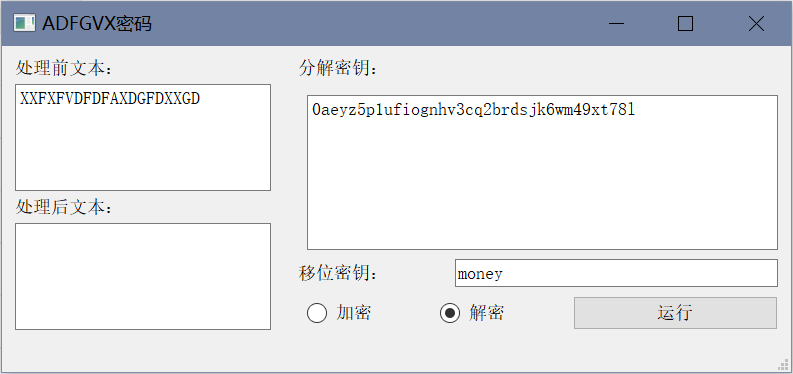 ADFGVX密码
处理前文本:
XXFXFVDFDFAXDGFDXXGD
处理后文本:
分解密钥:
0aeyz5p1ufiognhv3cq2brdsjk6wm49xt78l
移位密钥:
money
加密
解密
运行